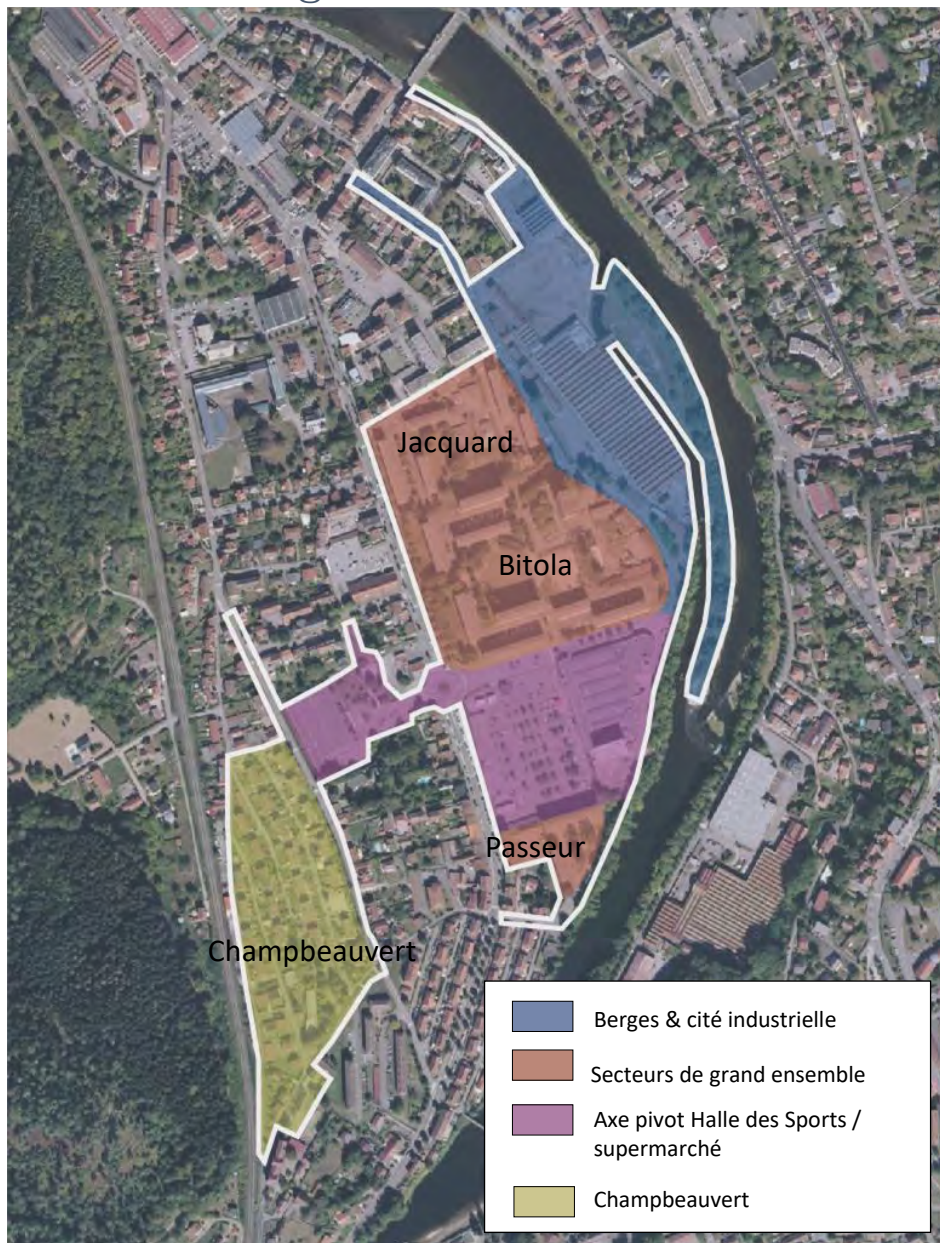 Jacquard
Bitola
Passeur
Champbeauvert
Berges & cité industrielle
Secteurs de grand ensemble
Axe pivot Halle des Sports /
supermarché
Champbeauvert